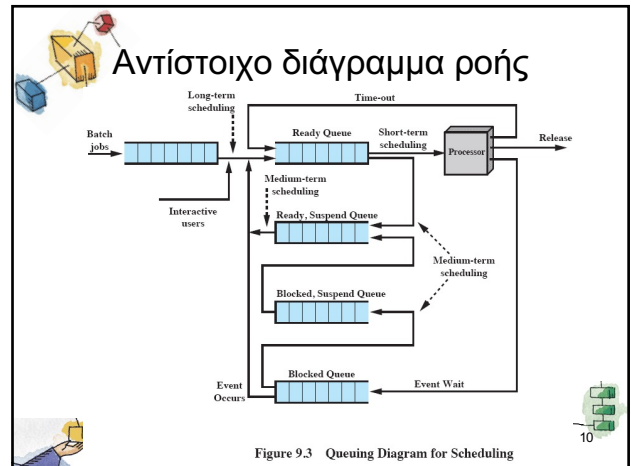 Αντίστοιχο διάγραμμα ροής
Long-term
scheduling
Time-out
Batch
jobs
Ready Queue
Short-term
scheduling
Processor
Release
Medium-term
scheduling
Interactive
users
Ready, Suspend Queue
Medium-term
scheduling
Blocked, Suspend Queue
Blocked Queue
Event
Occurs
Event Wait
Figure 9.3 Queuing Diagram for Scheduling
10